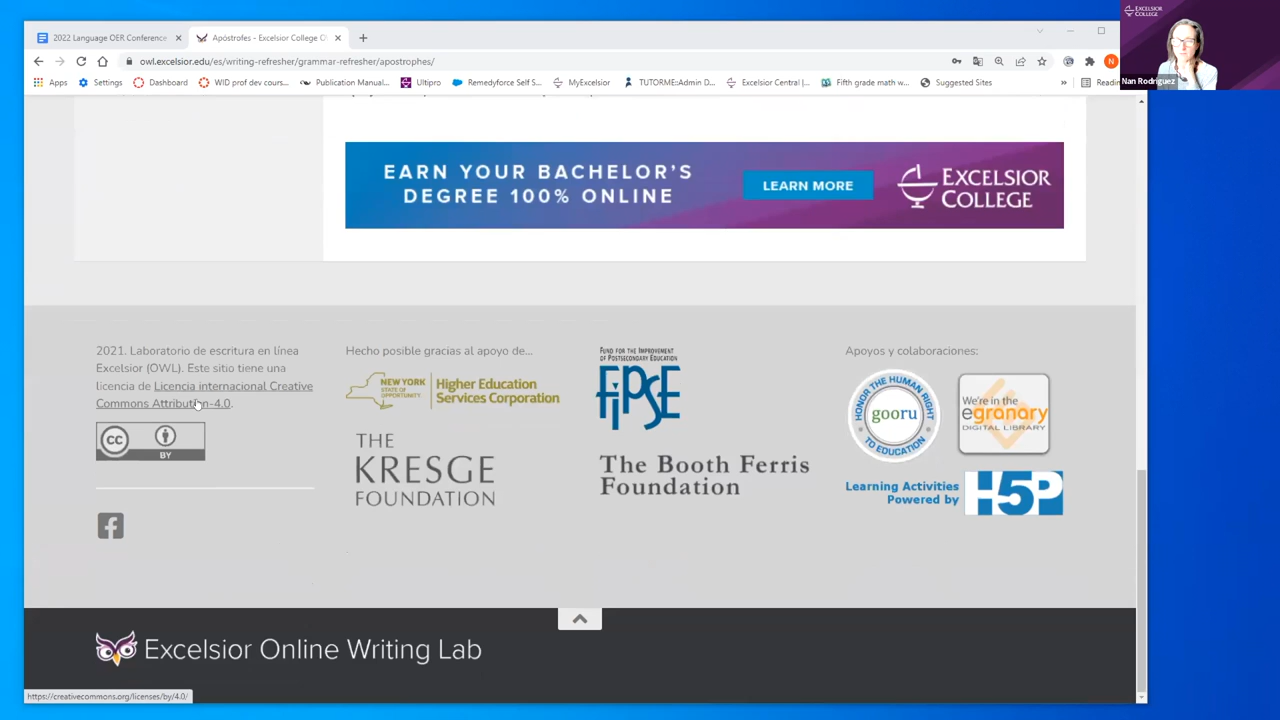 2022 Language OER Conference
Apóstrofes - Excelsior College O
owl.excelsior.edu/es/writing-refresher/grammar-refresher/apostrophes/
Apps
Settings
Dashboard
WID prof dev cours...
Publication Manual...
Ultipro
Remedyforce Self S...
MyExcelsior
TUTORME:Admin D...
Excelsior Central |...
Fifth grade math w...
Suggested Sites
»
Readin
EXCELSIOR
COLLEGE
Nan Rodriguez
EARN YOUR BACHELOR'S
DEGREE 100% ONLINE
LEARN MORE
EXCELSIOR
COLLEGE
2021. Laboratorio de escritura en línea
Excelsior (OWL). Este sitio tiene una
licencia de Licencia internacional Creative
Commons Attribution-4.0.
CC
BY
Hecho posible gracias al apoyo de...
NEW YORK
STATE OF
OPPORTUNITY.
Higher Education
Services Corporation
THE
KRESGE
FOUNDATION
FUND FOR THE IMPROVEMENT
OF POSTSECONDARY EDUCATION
FIPSE
The Booth Ferris
Foundation
Apoyos y colaboraciones:
HONOR THE HUMAN RIGHT
gooru
TO EDUCATION
We're in the
egranary
DIGITAL LIBRARY
Learning Activities
Powered by
H5P
Excelsior Online Writing Lab
https://creativecommons.org/licenses/by/4.0/